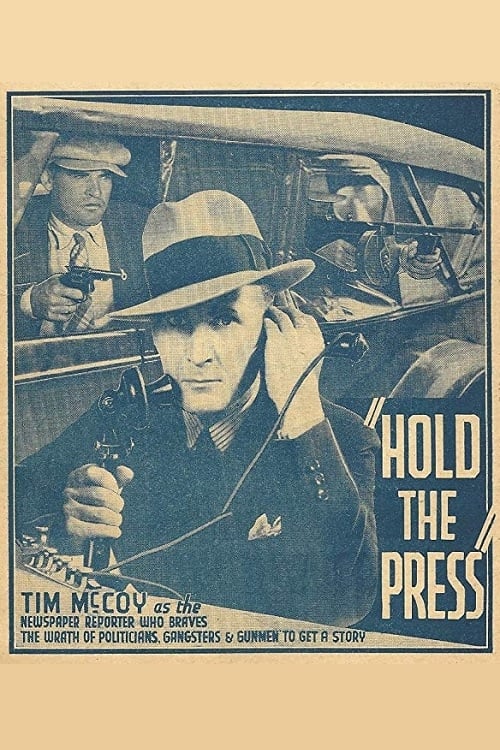 "HOLD
THE
PRESS"
TIM McCOY as the
NEWSPAPER REPORTER WHO BRAVES
THE WRATH OF POLITICIANS, GANGSTERS & GUNMEN TO GET A STORY